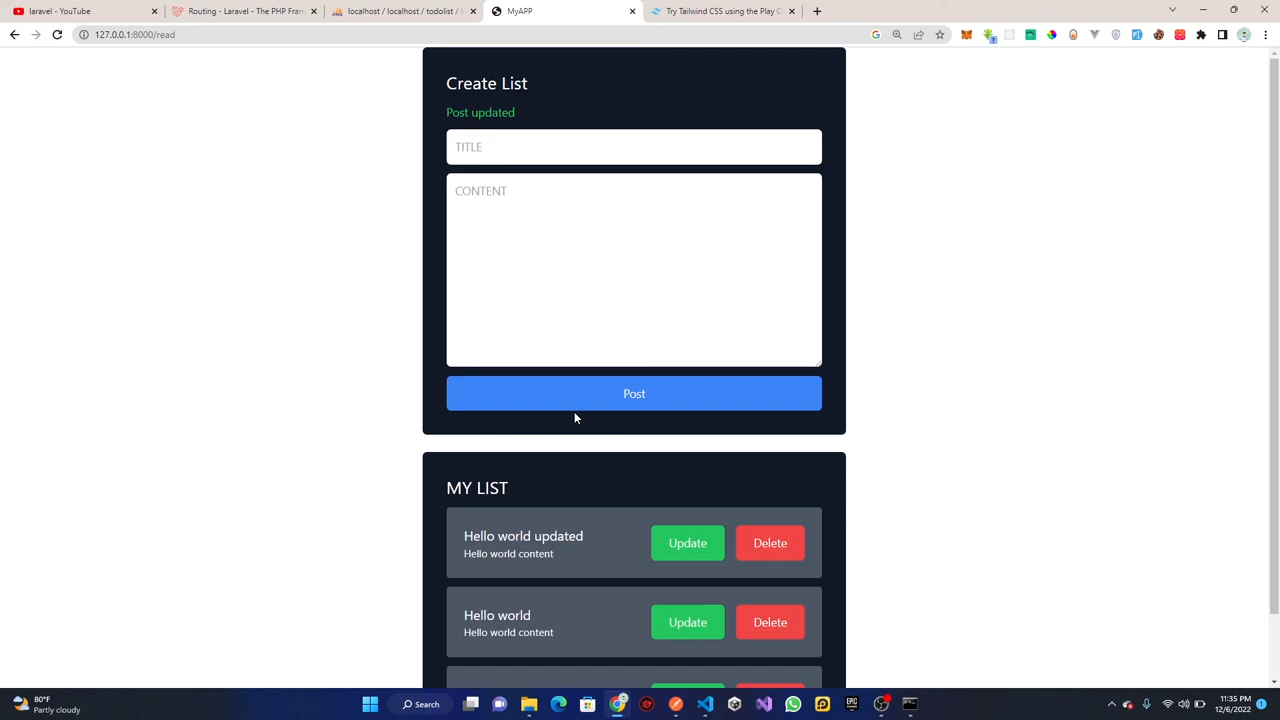 laravel - YouTube
Routing - Laravel - The PHP Fram
localhost / localhost / todolist / l
MyAPP
Try Tailwind CSS using the Play C
127.0.0.1:8000/read
Create List
Post updated
TITLE
CONTENT
Post
MY LIST
Hello world updated
Hello world content
Update
Delete
Hello world
Hello world content
Update
Delete
80°F
Partly cloudy
Search
11:35 PM
12/6/2022